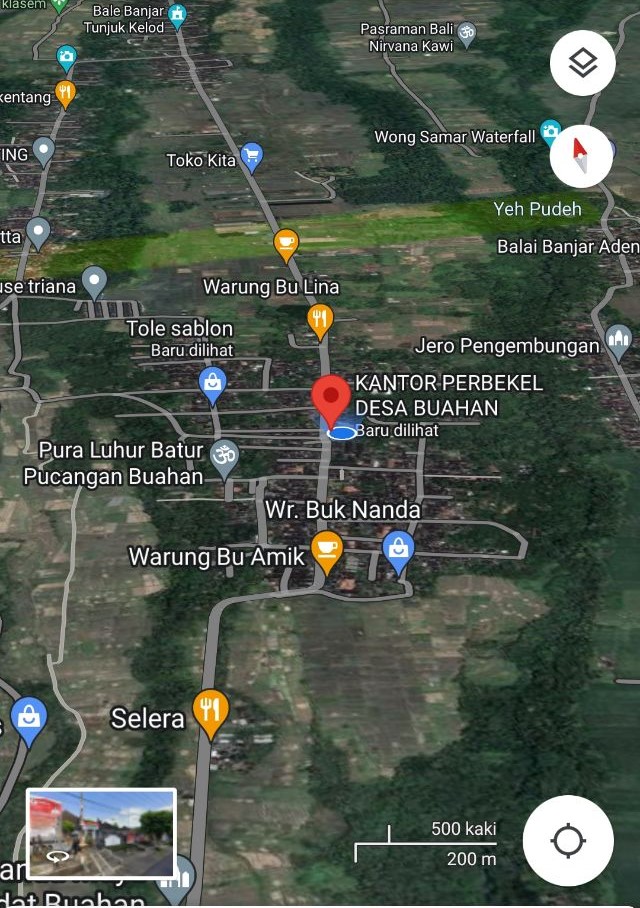 klasem
Bale Banjar
Tunjuk Kelod
Pasraman Bali
Nirvana Kawi
kentang
Wong Samar Waterfall
ING
Toko Kita
Yeh Pudeh
tta
Balai Banjar Aden
use triana
Warung Bu Lina
Tole sablon
Baru dilihat
Jero Pengembungan
KANTOR PERBEKEL
DESA BUAHAN
Baru dilihat
Pura Luhur Batur
Pucangan Buahan
Wr. Buk Nanda
Warung Bu Amik
Selera
s
500 kaki
200 m
dat Buahan